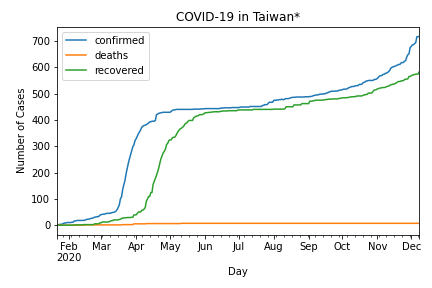 COVID-19 in Taiwan*
confirmed
deaths
recovered
Number of Cases
700
600
500
400
300
200
100
0
Feb Mar Apr May Jun Jul Aug Sep Oct Nov Dec
2020
Day